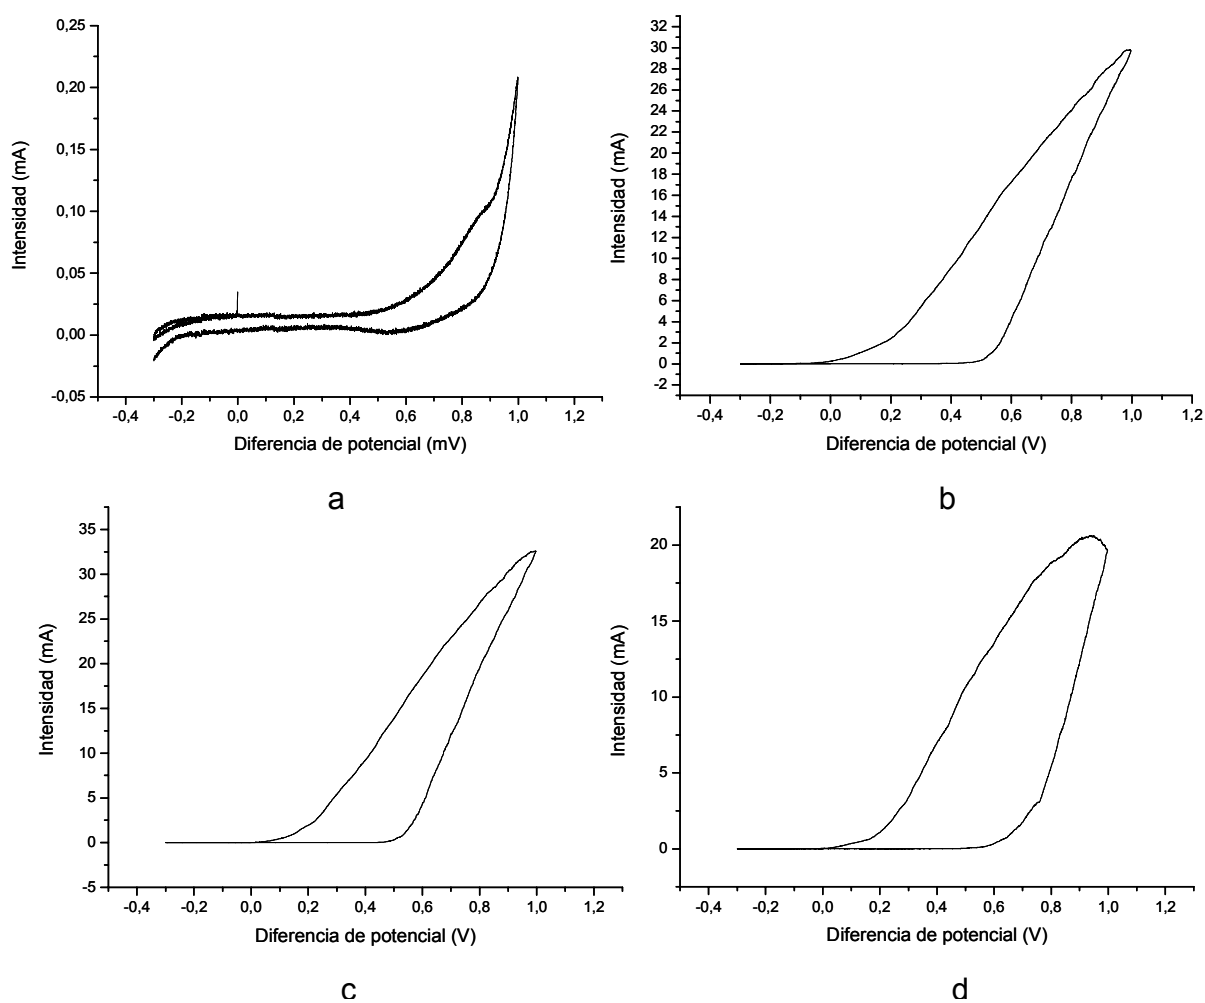 0,25
0,20
0,15
0,10
0,05
0,00
-0,05
Intensidad (mA)
-0,4 -0,2 0,0 0,2 0,4 0,6 0,8 1,0 1,2
Diferencia de potencial (mV)
a
32
30
28
26
24
22
20
18
16
14
12
10
8
6
4
2
0
-2
Intensidad (mA)
-0,4 -0,2 0,0 0,2 0,4 0,6 0,8 1,0 1,2
Diferencia de potencial (V)
b
35
30
25
20
15
10
5
0
-5
Intensidad (mA)
-0,4 -0,2 0,0 0,2 0,4 0,6 0,8 1,0 1,2
Diferencia de potencial (V)
c
20
15
10
5
0
Intensidad (mA)
-0,4 -0,2 0,0 0,2 0,4 0,6 0,8 1,0 1,2
Diferencia de potencial (V)
d